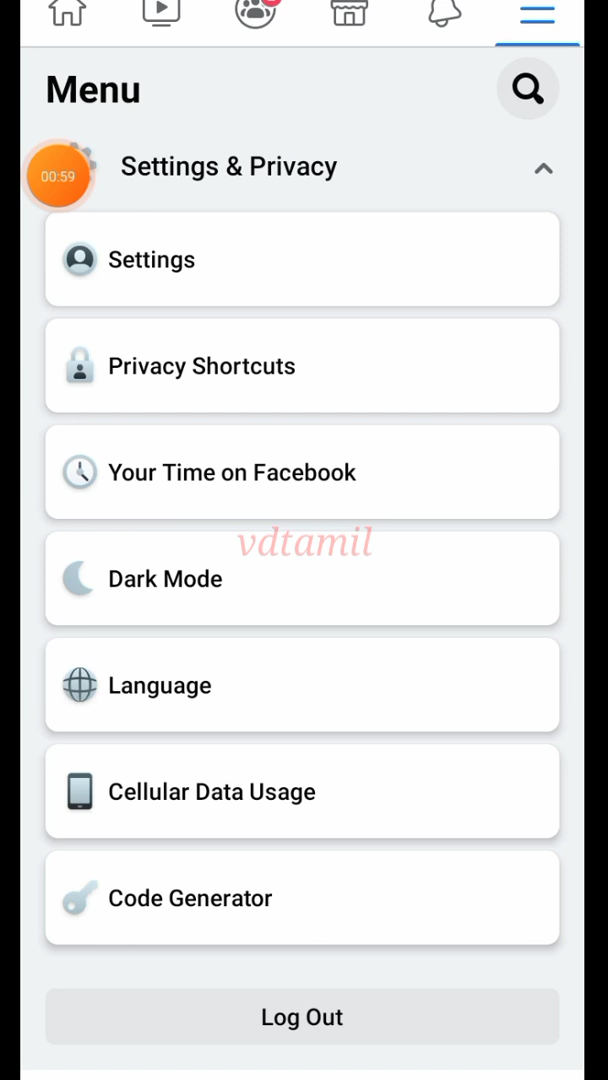 Menu
00:59
Settings & Privacy
Settings
Privacy Shortcuts
Your Time on Facebook
vdtamil
Dark Mode
Language
Cellular Data Usage
Code Generator
Log Out